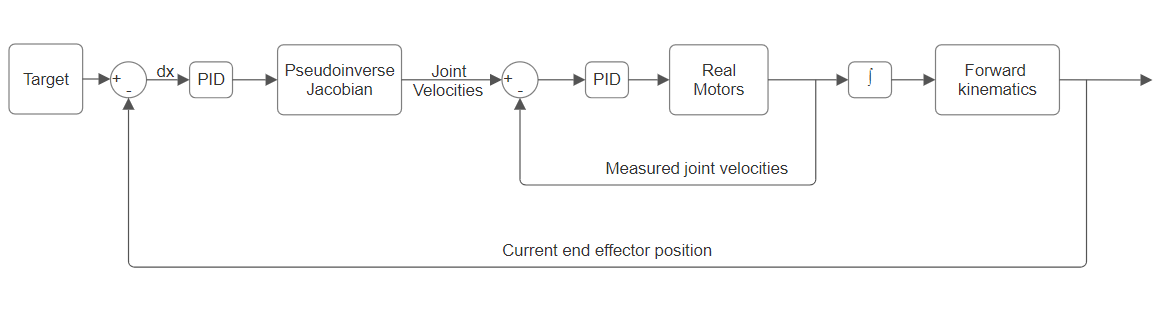 Target
+
-
dx
PID
Pseudoinverse
Jacobian
Joint
Velocities
+
-
PID
Real
Motors
∫
Forward
kinematics
Measured joint velocities
Current end effector position